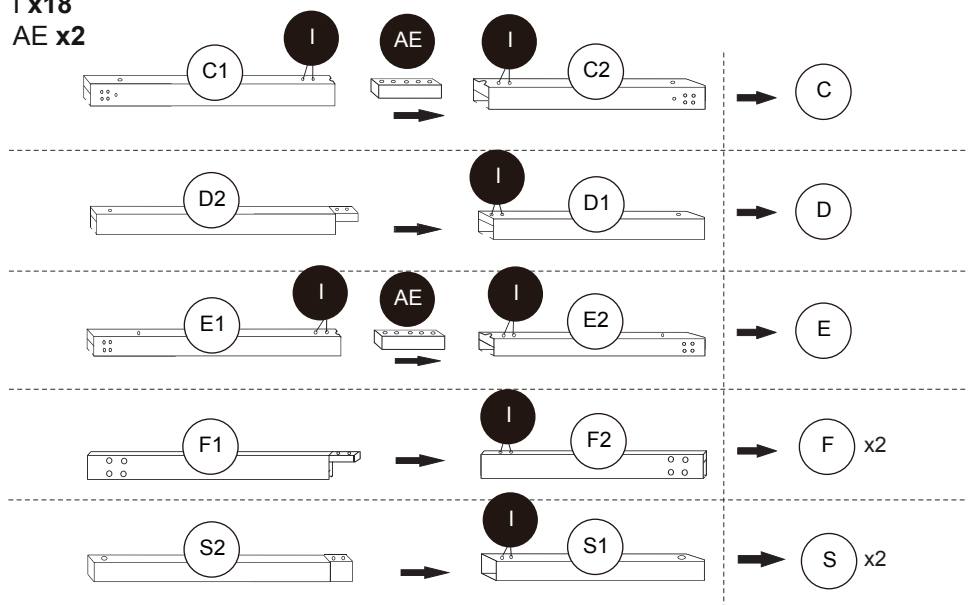 I x18
AE x2
I AE I
C1 C2 C
I
D2 D1 D
I AE I
E1 E2 E
I
F1 F2 F x2
I
S2 S1 S x2